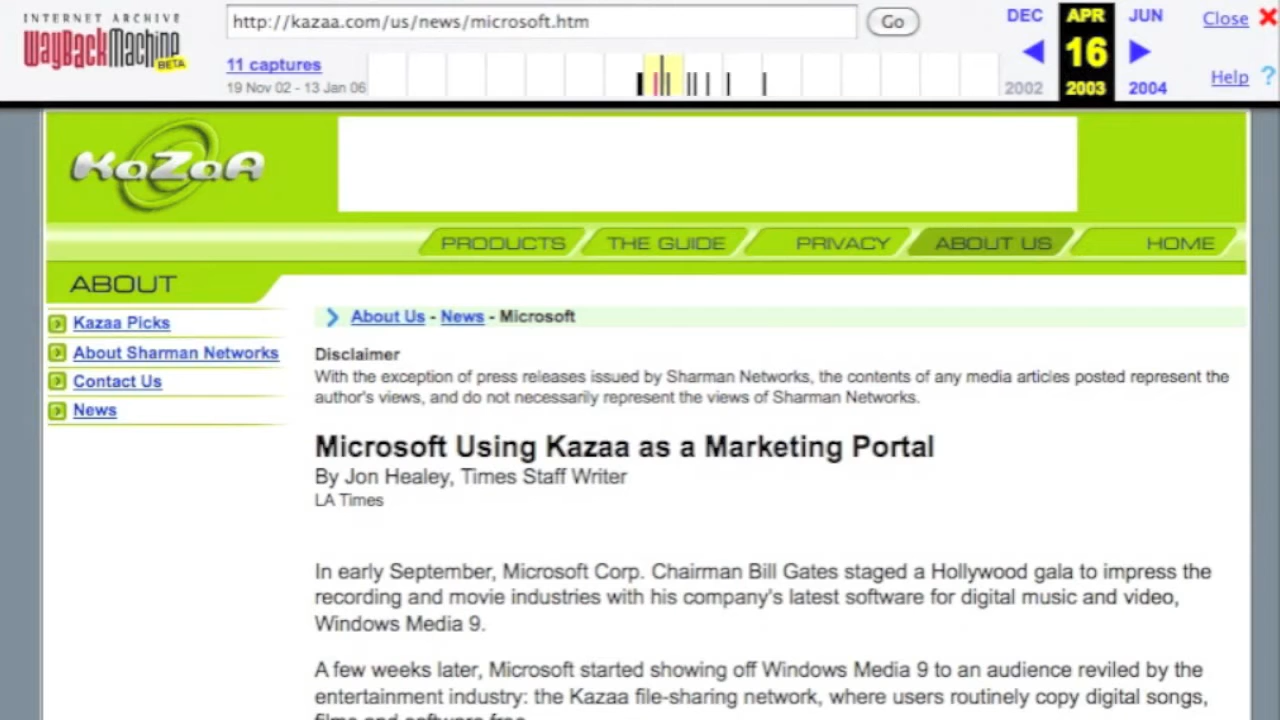 INTERNET ARCHIVE
WayBackMachine
BETA
http://kazaa.com/us/news/microsoft.htm
Go
11 captures
19 Nov 02 - 13 Jan 06
DEC APR JUN
16
2002 2003 2004
Close
Help ?
KaZaA
PRODUCTS THE GUIDE PRIVACY ABOUT US HOME
ABOUT
Kazaa Picks
About Sharman Networks
Contact Us
News
About Us - News - Microsoft
Disclaimer
With the exception of press releases issued by Sharman Networks, the contents of any media articles posted represent the
author's views, and do not necessarily represent the views of Sharman Networks.
Microsoft Using Kazaa as a Marketing Portal
By Jon Healey, Times Staff Writer
LA Times
In early September, Microsoft Corp. Chairman Bill Gates staged a Hollywood gala to impress the
recording and movie industries with his company's latest software for digital music and video,
Windows Media 9.
A few weeks later, Microsoft started showing off Windows Media 9 to an audience reviled by the
entertainment industry: the Kazaa file-sharing network, where users routinely copy digital songs,
films and software free